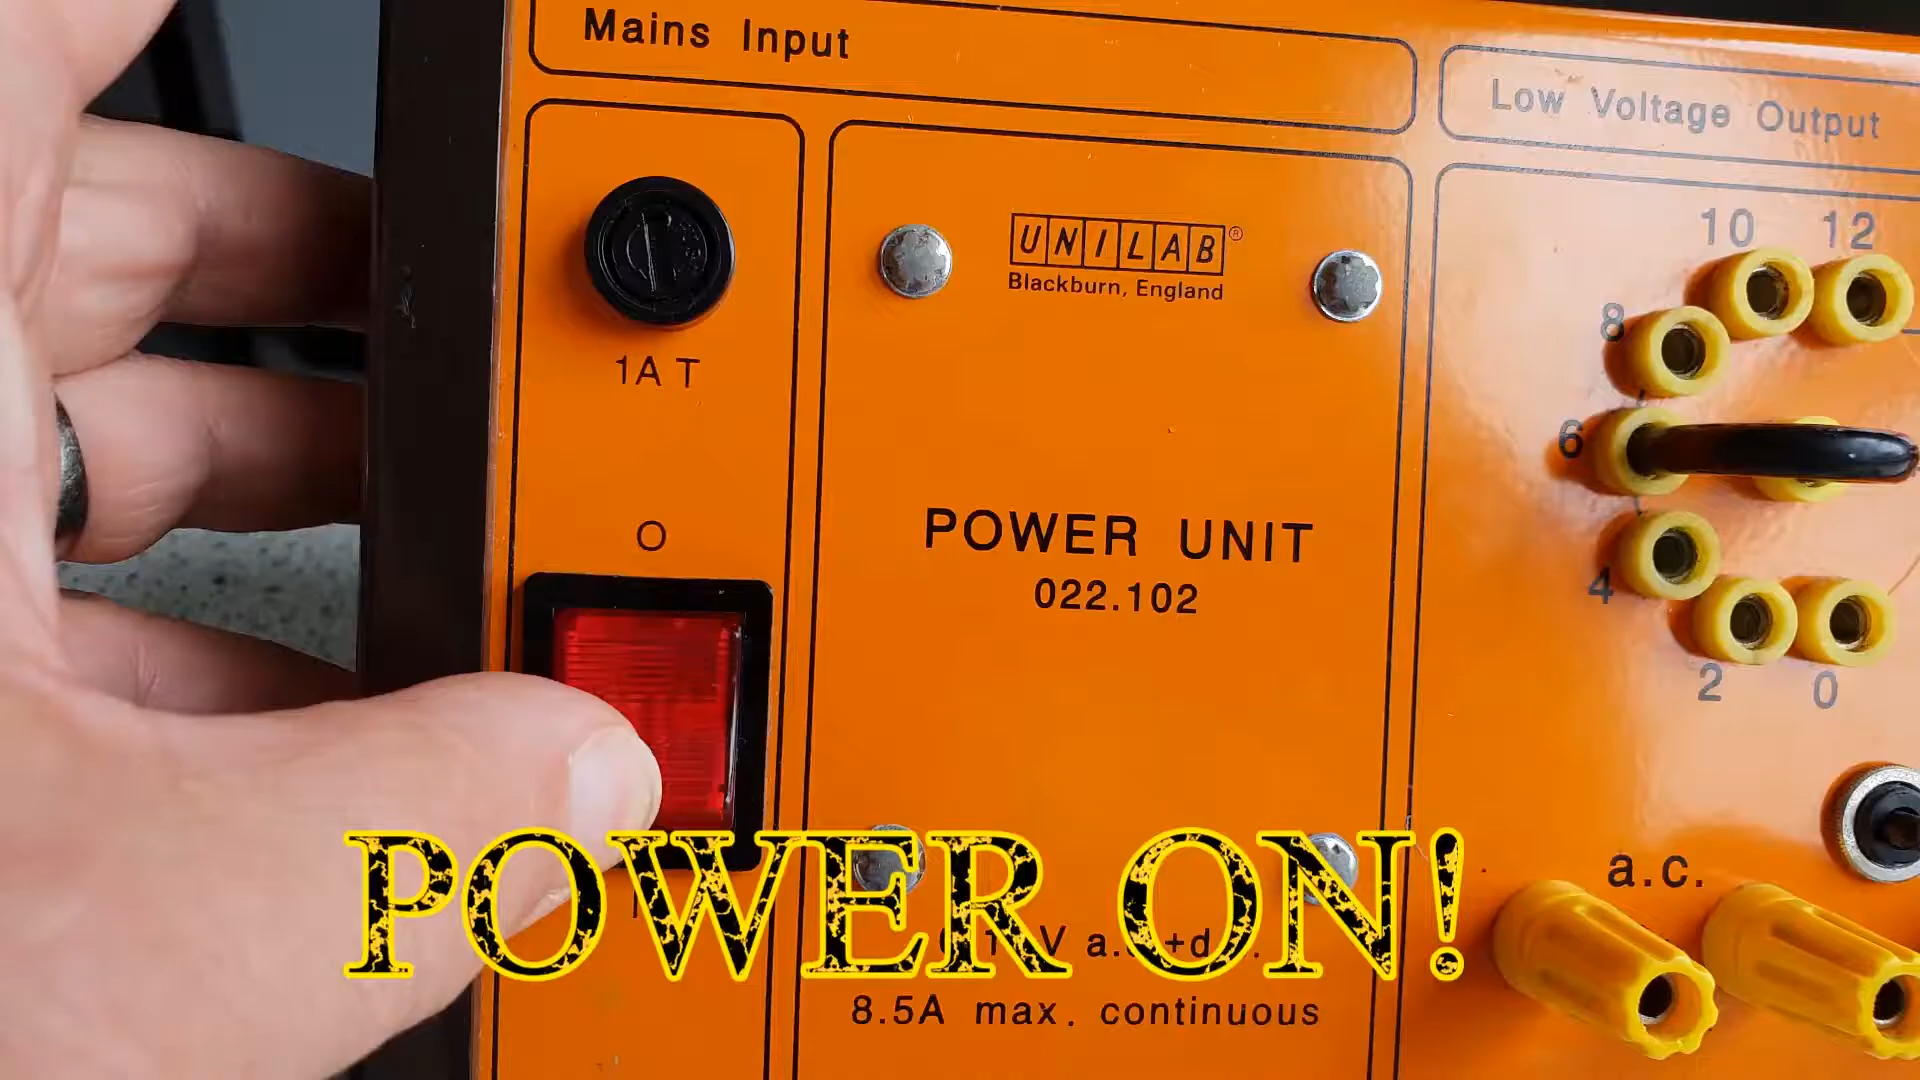 Mains Input
Low Voltage Output
10 12
UNILAB®
Blackburn, England
8
1A T
6
O
POWER UNIT
022.102
4
2 0
a.c.
POWER ON!
8.5A max. continuous